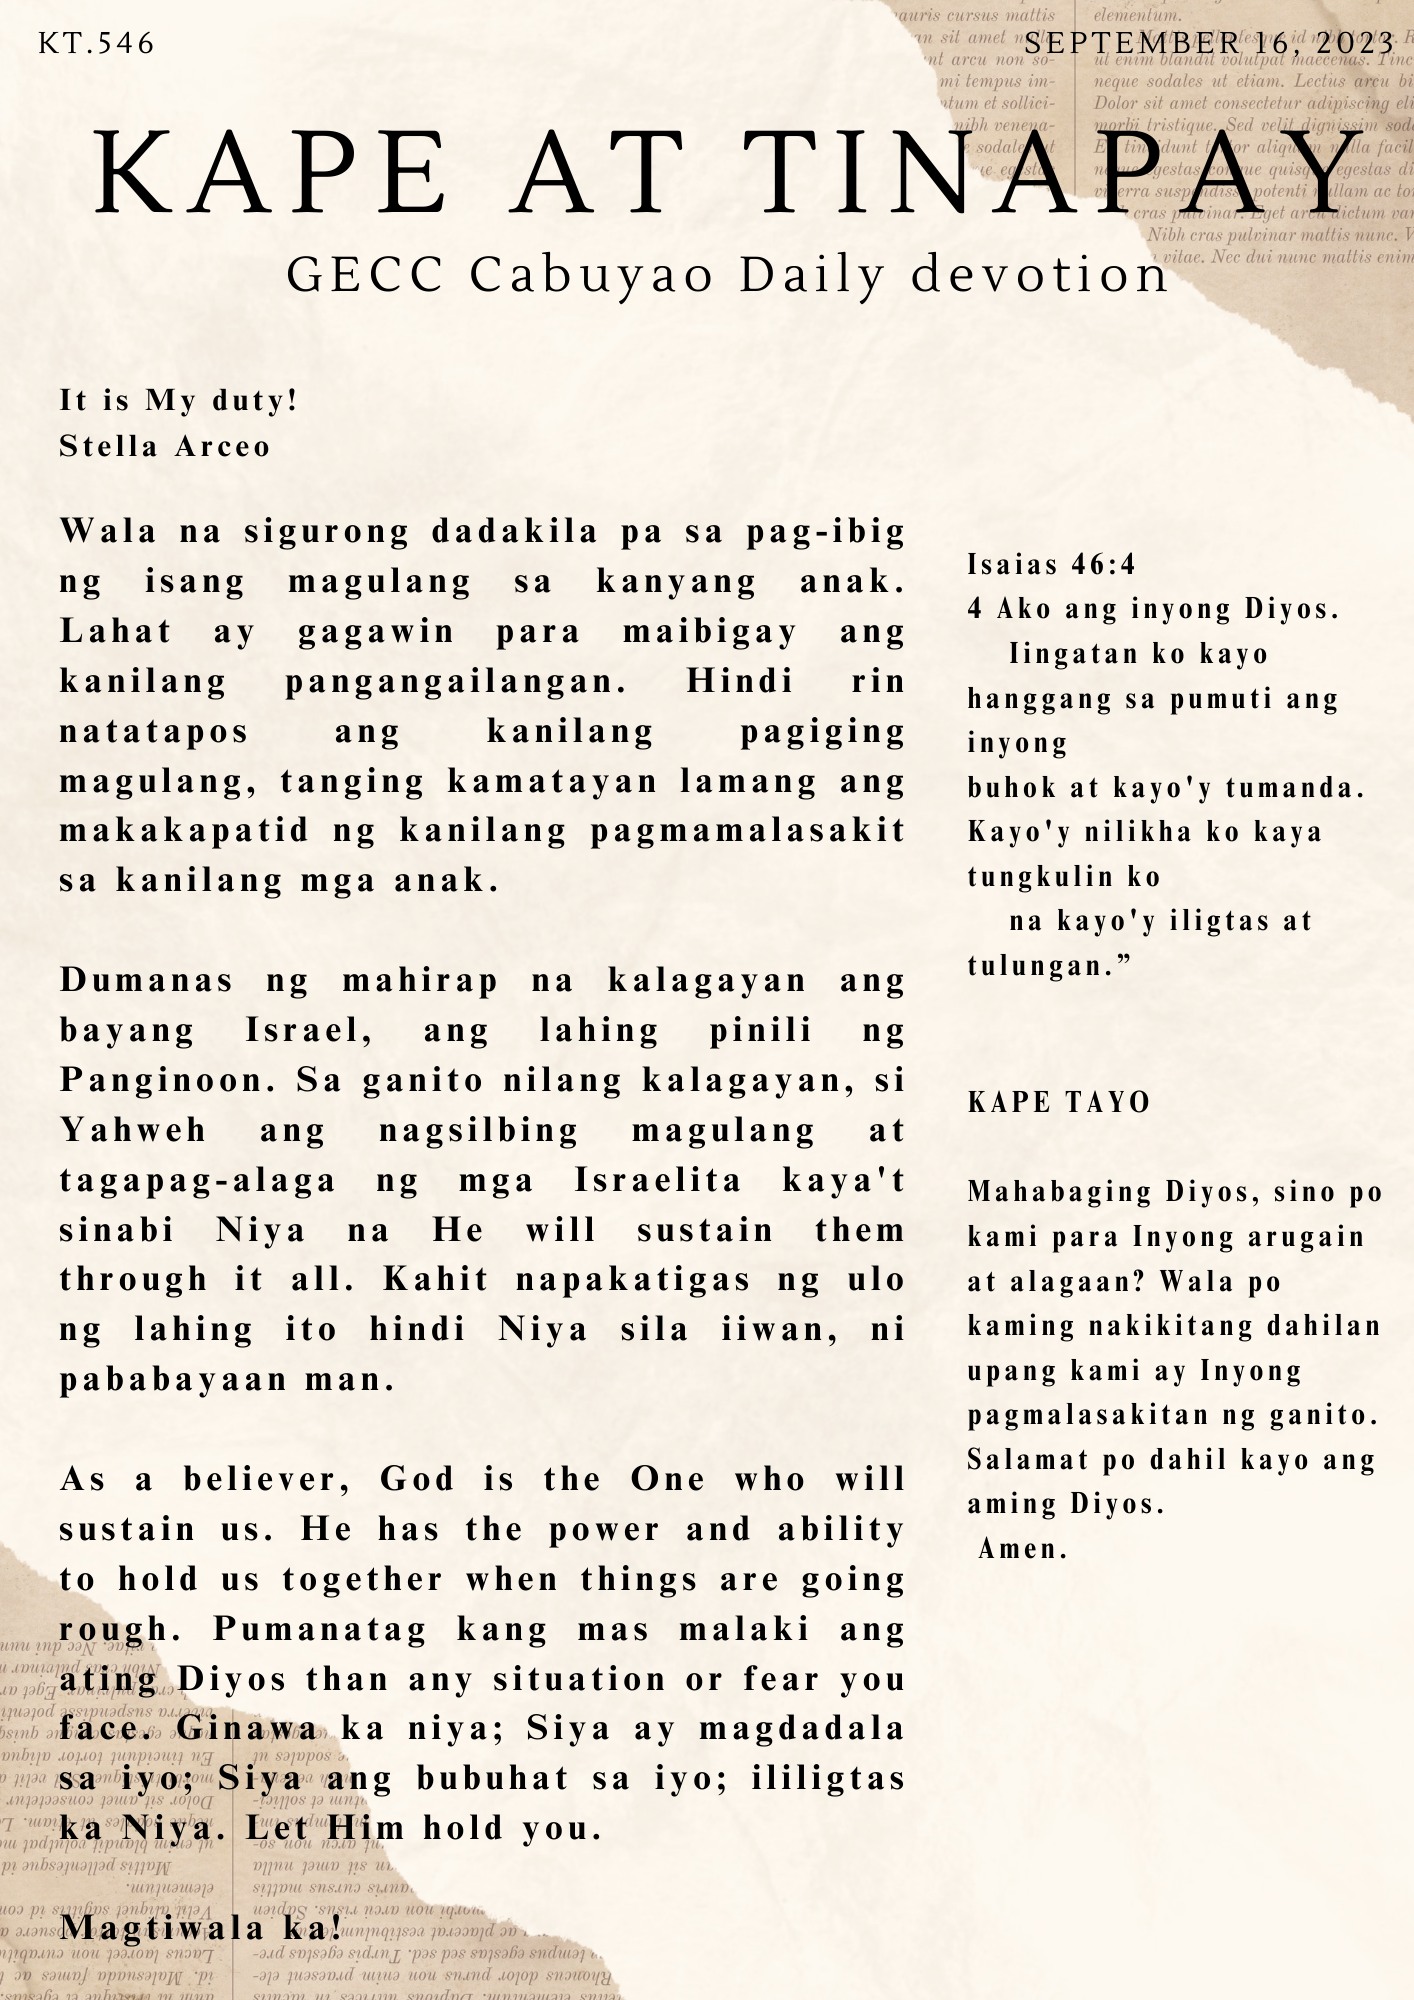 KT.546
SEPTEMBER 16, 2023
KAPE AT TINAPAY
GECC Cabuyao Daily devotion
It is My duty!
Stella Arceo
Wala na sigurong dadakila pa sa pag-ibig
ng isang magulang sa kanyang anak.
Lahat ay gagawin para maibigay ang
kanilang pangangailangan. Hindi rin
natatapos ang kanilang pagiging
magulang, tanging kamatayan lamang ang
makakapatid ng kanilang pagmamalasakit
sa kanilang mga anak.
Dumanas ng mahirap na kalagayan ang
bayang Israel, ang lahing pinili ng
Panginoon. Sa ganito nilang kalagayan, si
Yahweh ang nagsilbing magulang at
tagapag-alaga ng mga Israelita kaya't
sinabi Niya na He will sustain them
through it all. Kahit napakatigas ng ulo
ng lahing ito hindi Niya sila iiwan, ni
pababayaan man.
As a believer, God is the One who will
sustain us. He has the power and ability
to hold us together when things are going
rough. Pumanatag kang mas malaki ang
ating Diyos than any situation or fear you
face. Ginawa ka niya; Siya ay magdadala
sa iyo; Siya ang bubuhat sa iyo; ililigtas
ka Niya. Let Him hold you.
Magtiwala ka!
Isaias 46:4
4 Ako ang inyong Diyos.
Iingatan ko kayo
hanggang sa pumuti ang
inyong
buhok at kayo'y tumanda.
Kayo'y nilikha ko kaya
tungkulin ko
na kayo'y iligtas at
tulungan.”
KAPE TAYO
Mahabaging Diyos, sino po
kami para Inyong arugain
at alagaan? Wala po
kaming nakikitang dahilan
upang kami ay Inyong
pagmalasakitan ng ganito.
Salamat po dahil kayo ang
aming Diyos.
Amen.